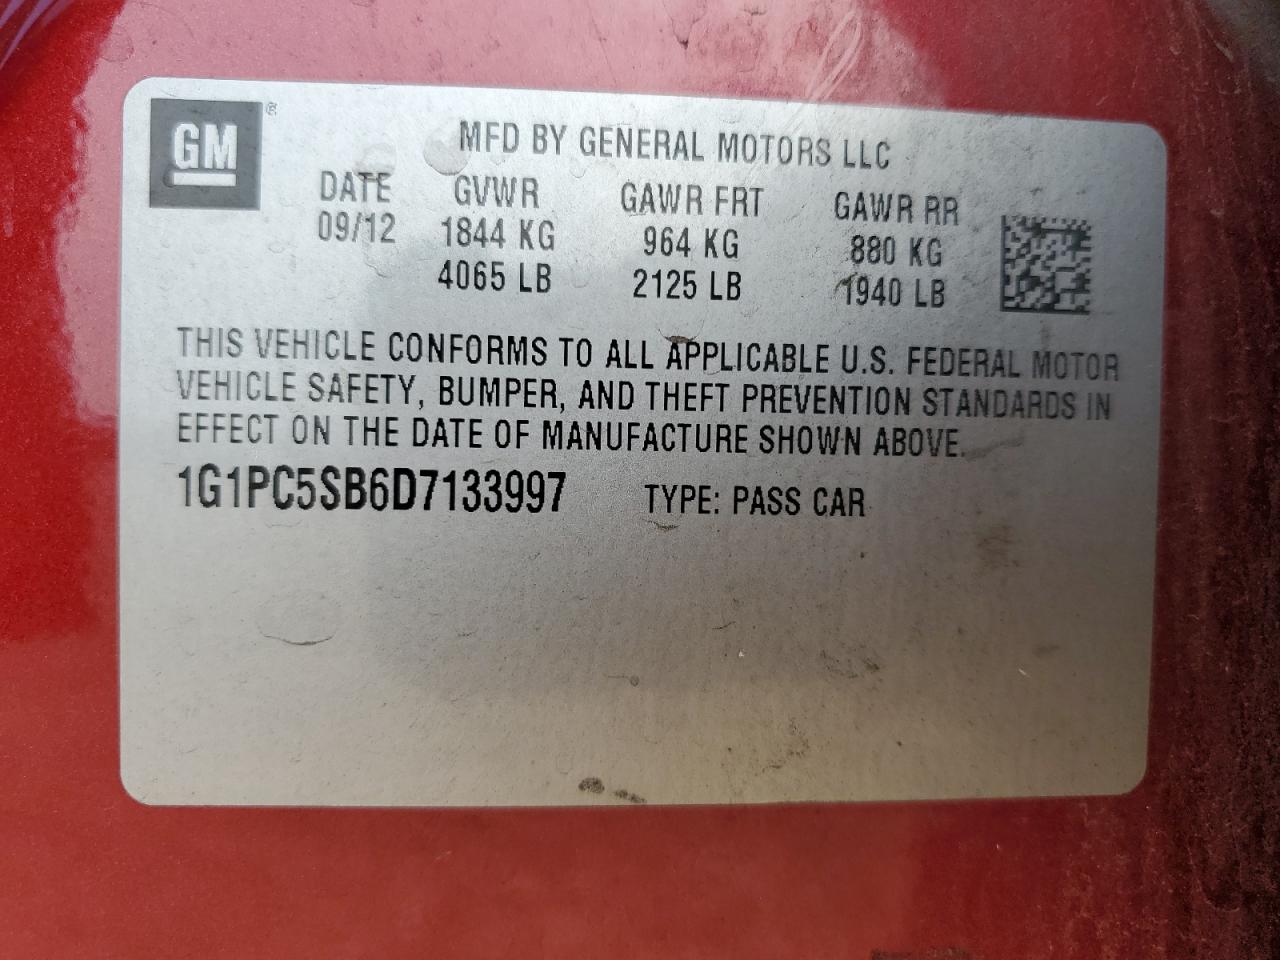 GM ®
MFD BY GENERAL MOTORS LLC
DATE GVWR GAWR FRT GAWR RR
09/12 1844 KG 964 KG 880 KG
4065 LB 2125 LB 1940 LB
THIS VEHICLE CONFORMS TO ALL APPLICABLE U.S. FEDERAL MOTOR
VEHICLE SAFETY, BUMPER, AND THEFT PREVENTION STANDARDS IN
EFFECT ON THE DATE OF MANUFACTURE SHOWN ABOVE.
1G1PC5SB6D7133997 TYPE: PASS CAR